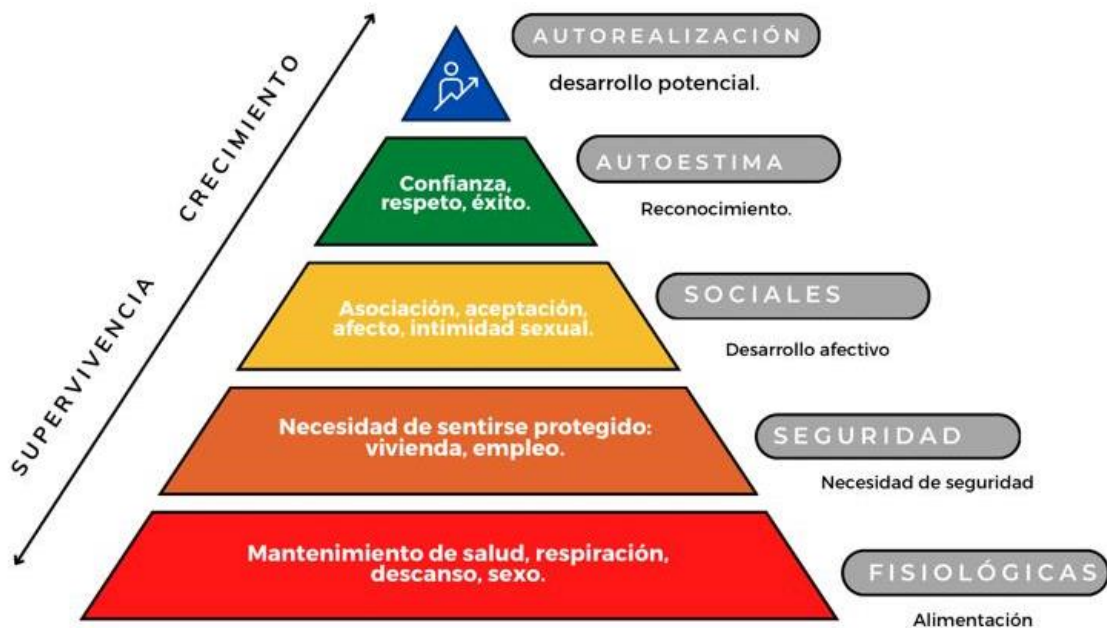 CRECIMIENTO
SUPERVIVENCIA
AUTOREALIZACIÓN
desarrollo potencial.
Confianza,
respeto, éxito.
AUTOESTIMA
Reconocimiento.
Asociación, aceptación,
afecto, intimidad sexual.
SOCIALES
Desarrollo afectivo
Necesidad de sentirse protegido:
vivienda, empleo.
SEGURIDAD
Necesidad de seguridad
Mantenimiento de salud, respiración,
descanso, sexo.
FISIOLÓGICAS
Alimentación